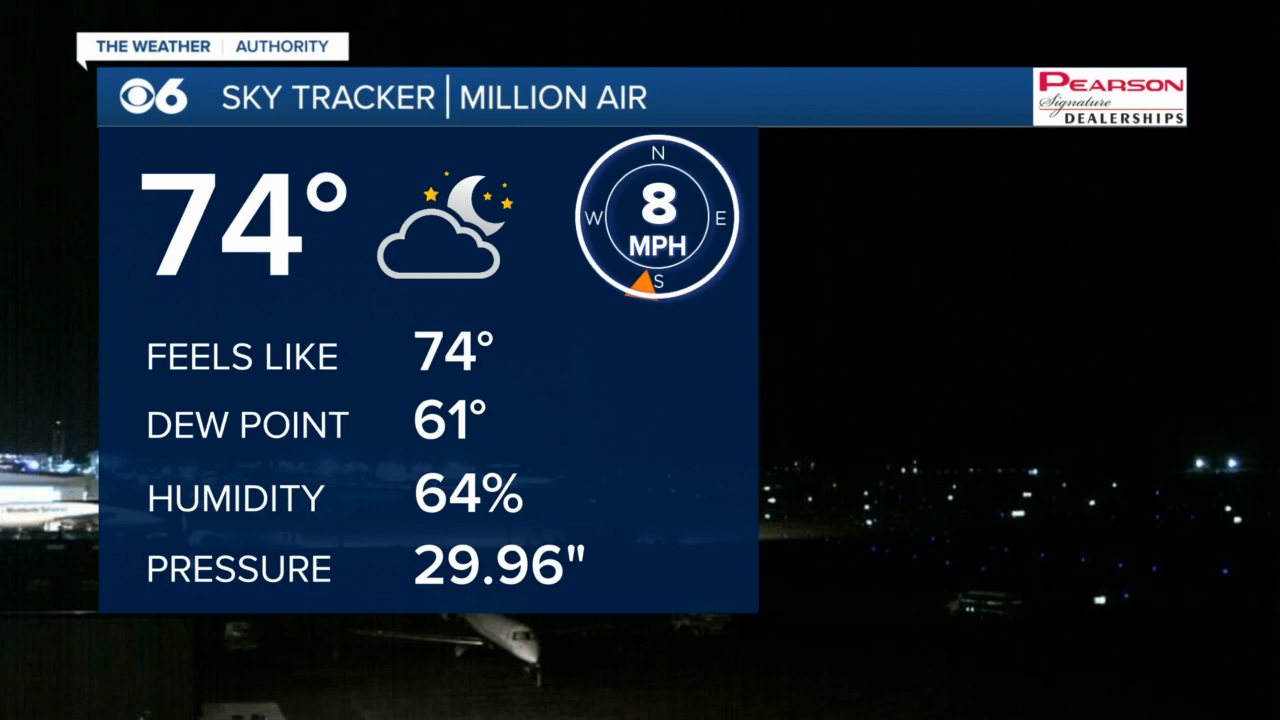 THE WEATHER | AUTHORITY
6 SKY TRACKER | MILLION AIR
PEARSON
Signature
DEALERSHIPS
74°
N
W 8 E
MPH
S
FEELS LIKE 74°
DEW POINT 61°
HUMIDITY 64%
PRESSURE 29.96"